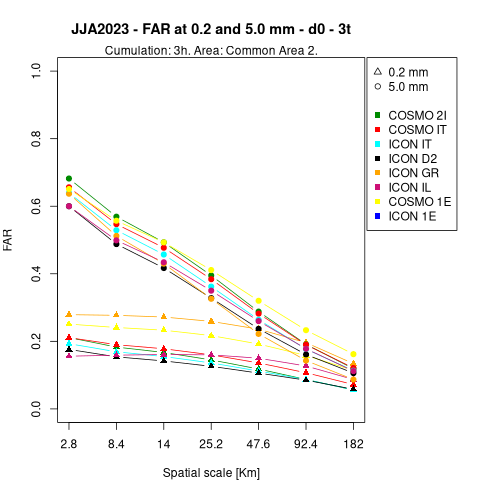 JJA2023 - FAR at 0.2 and 5.0 mm - d0 - 3t
Cumulation: 3h. Area: Common Area 2.
0.2 mm
5.0 mm
COSMO 2I
COSMO IT
ICON IT
ICON D2
ICON GR
ICON IL
COSMO 1E
ICON 1E
FAR
1.0
0.8
0.6
0.4
0.2
0.0
2.8 8.4 14 25.2 47.6 92.4 182
Spatial scale [Km]